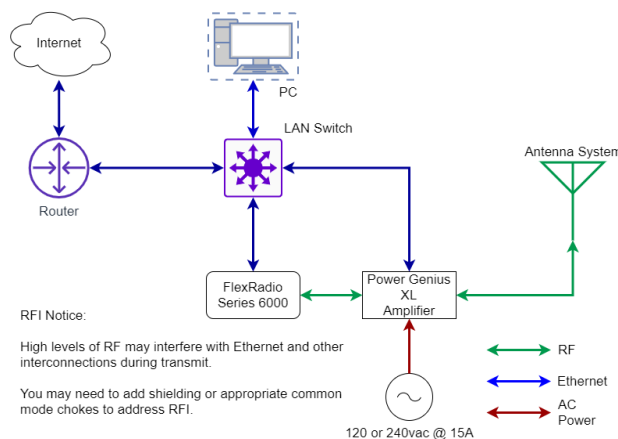 Internet
PC
LAN Switch
Antenna System
Router
FlexRadio
Series 6000
Power Genius
XL
Amplifier
RFI Notice:
High levels of RF may interfere with Ethernet and other
interconnections during transmit.
You may need to add shielding or appropriate common
mode chokes to address RFI.
RF
Ethernet
AC
Power
120 or 240vac @ 15A